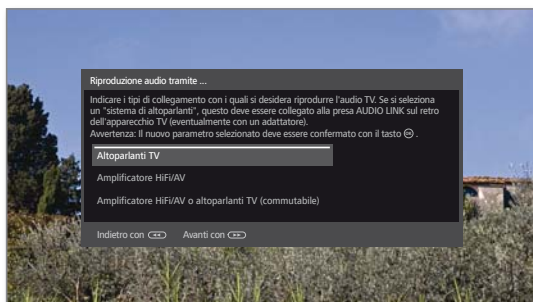 Riproduzione audio tramite ...
Indicare i tipi di collegamento con i quali si desidera riprodurre l'audio TV. Se si seleziona
un "sistema di altoparlanti", questo deve essere collegato alla presa AUDIO LINK sul retro
dell'apparecchio TV (eventualmente con un adattatore).
Avvertenza: Il nuovo parametro selezionato deve essere confermato con il tasto OK .
Altoparlanti TV
Amplificatore HiFi/AV
Amplificatore HiFi/AV o altoparlanti TV (commutabile)
Indietro con ◄◄ Avanti con ►►